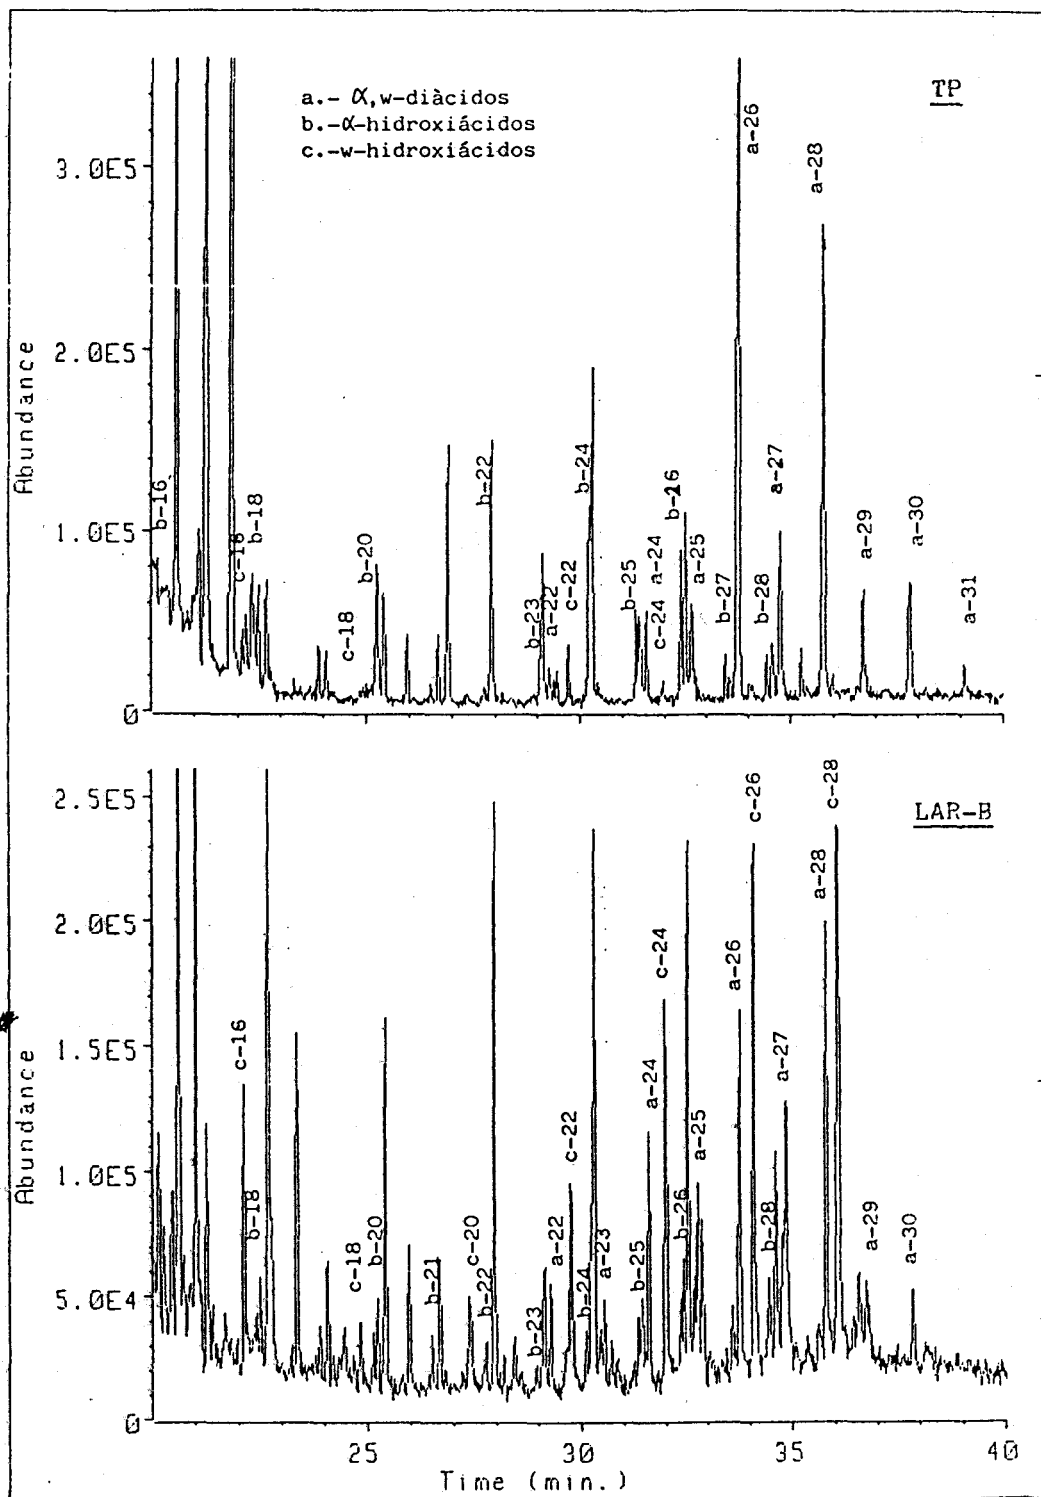 a.- α,w-diàcidos
b.-α-hidroxiácidos
c.-w-hidroxiácidos
TP
Abundance
3.0E5
2.0E5
1.0E5
0
b-16
c-16
b-18
c-18
b-20
b-22
b-23
a-22
c-22
b-24
b-25
a-24
c-24
b-26
a-25
b-27
a-26
b-28
a-27
a-28
a-29
a-30
a-31
25
30
35
40
LAR-B
Abundance
2.5E5
2.0E5
1.5E5
1.0E5
5.0E4
0
c-16
b-18
c-18
b-20
b-21
c-20
b-22
b-23
a-22
c-22
b-24
a-23
b-25
a-24
c-24
b-26
a-25
a-26
c-26
b-28
a-27
a-28
c-28
a-29
a-30
25
30
35
40
Time (min.)